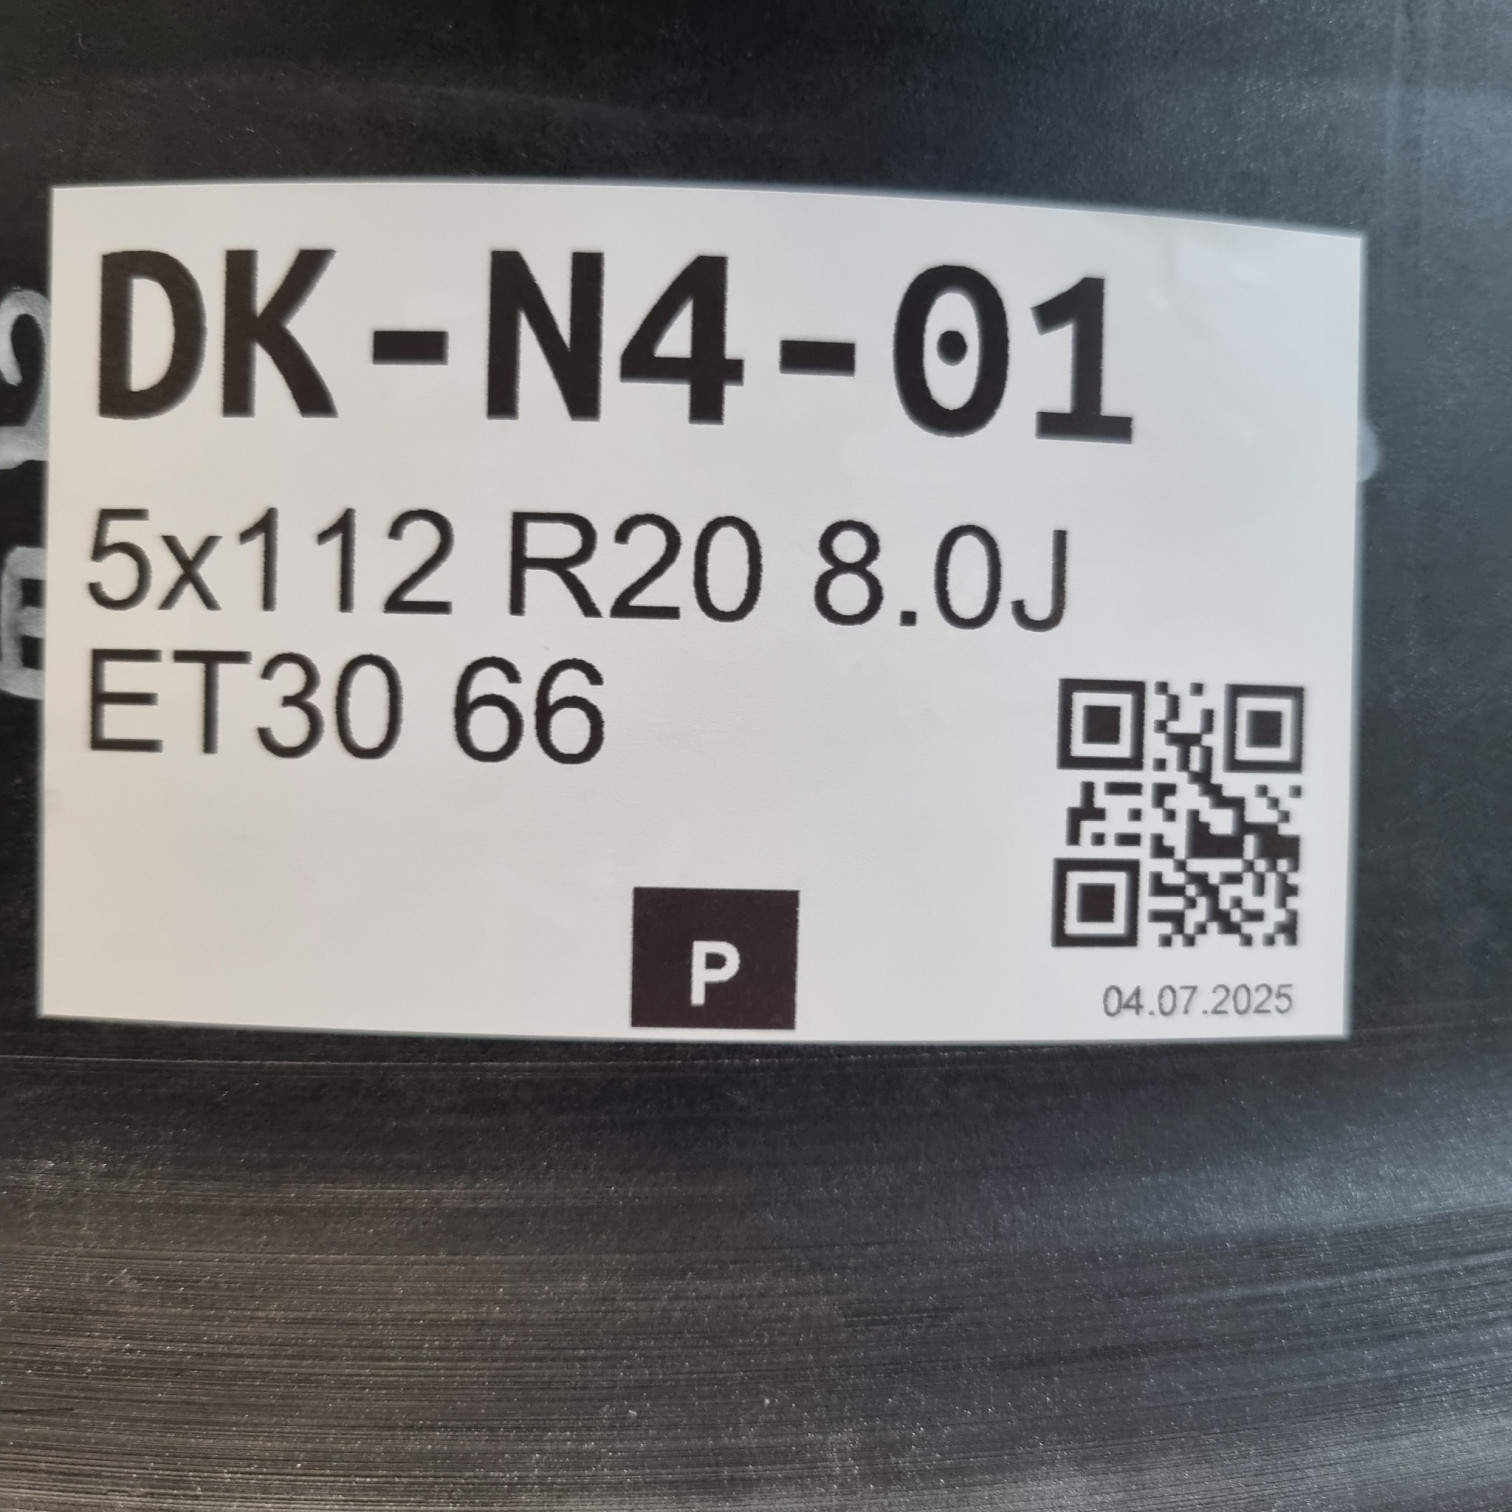 DK-N4-01
5x112 R20 8.0J
ET30 66
P
04.07.2025